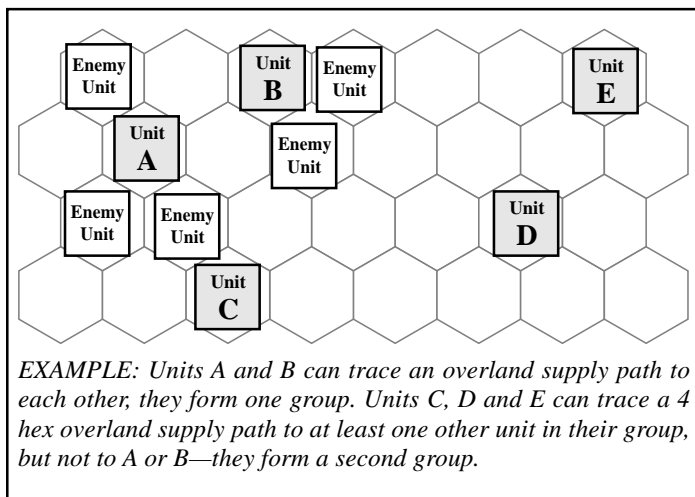 Enemy
Unit
Unit
B
Enemy
Unit
Unit
E
Unit
A
Enemy
Unit
Enemy
Unit
Enemy
Unit
Unit
D
Unit
C
EXAMPLE: Units A and B can trace an overland supply path to
each other, they form one group. Units C, D and E can trace a 4
hex overland supply path to at least one other unit in their group,
but not to A or B—they form a second group.